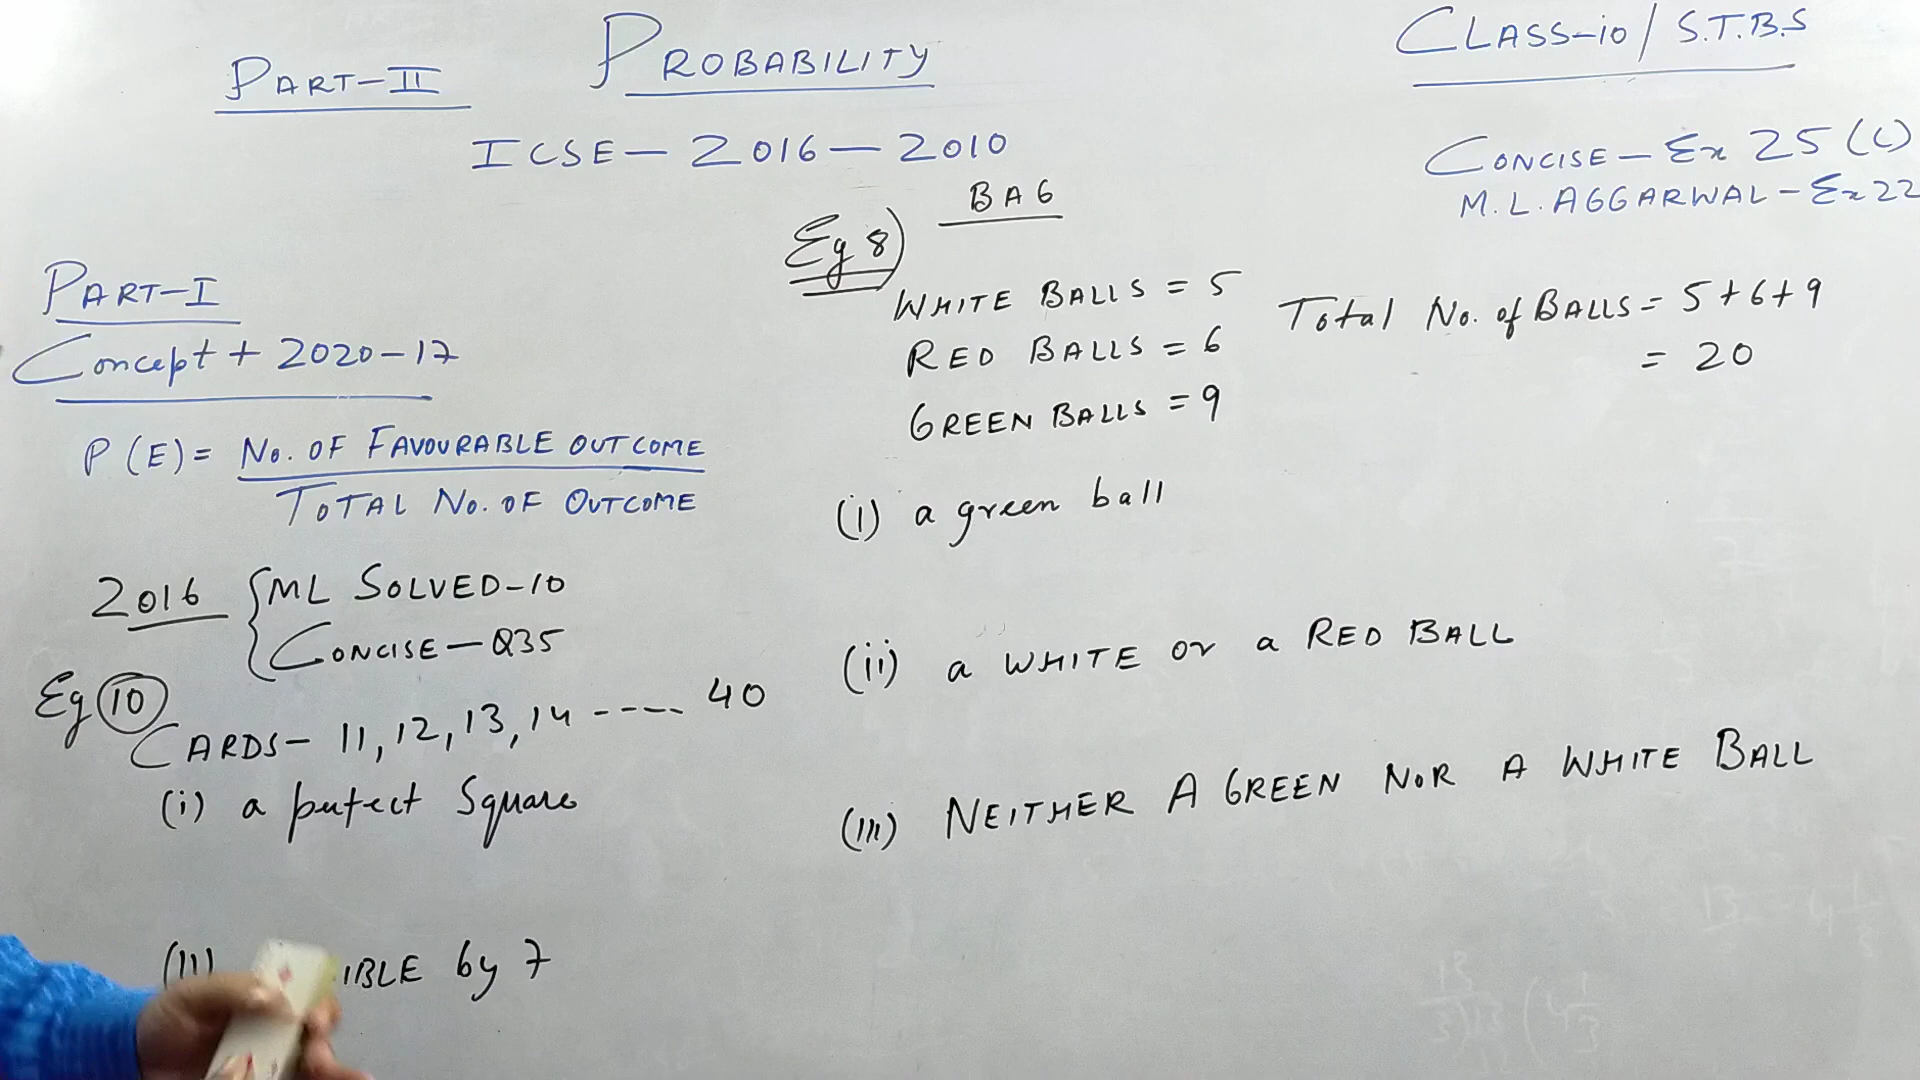 PART-II
PROBABILITY
CLASS-10 / S.T.B.S
ICSE - 2016 - 2010
CONCISE - Ex 25 (C)
M.L. AGGARWAL - Ex 22
PART-I
Concept + 2020-17
P(E) = No. OF FAVOURABLE OUTCOME
TOTAL No. OF OUTCOME
2016 { ML SOLVED-10
CONCISE - Q35
Eg 10
CARDS - 11, 12, 13, 14 ---- 40
(i) a perfect Square
(ii) IBLE by 7
Eg 8)
BAG
WHITE BALLS = 5
RED BALLS = 6
GREEN BALLS = 9
Total No. of BALLS = 5+6+9
= 20
(i) a green ball
(ii) a WHITE or a RED BALL
(iii) NEITHER A GREEN NOR A WHITE BALL